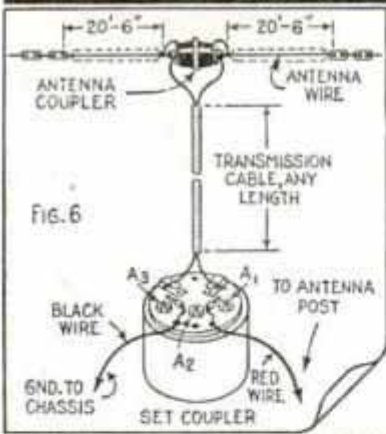 20'-6" 20'-6"
ANTENNA
COUPLER
ANTENNA
WIRE
TRANSMISSION
CABLE, ANY
LENGTH
FIG. 6
A3 A1
TO ANTENNA
POST
BLACK
WIRE
A2
RED
WIRE
GND. TO
CHASSIS
SET COUPLER